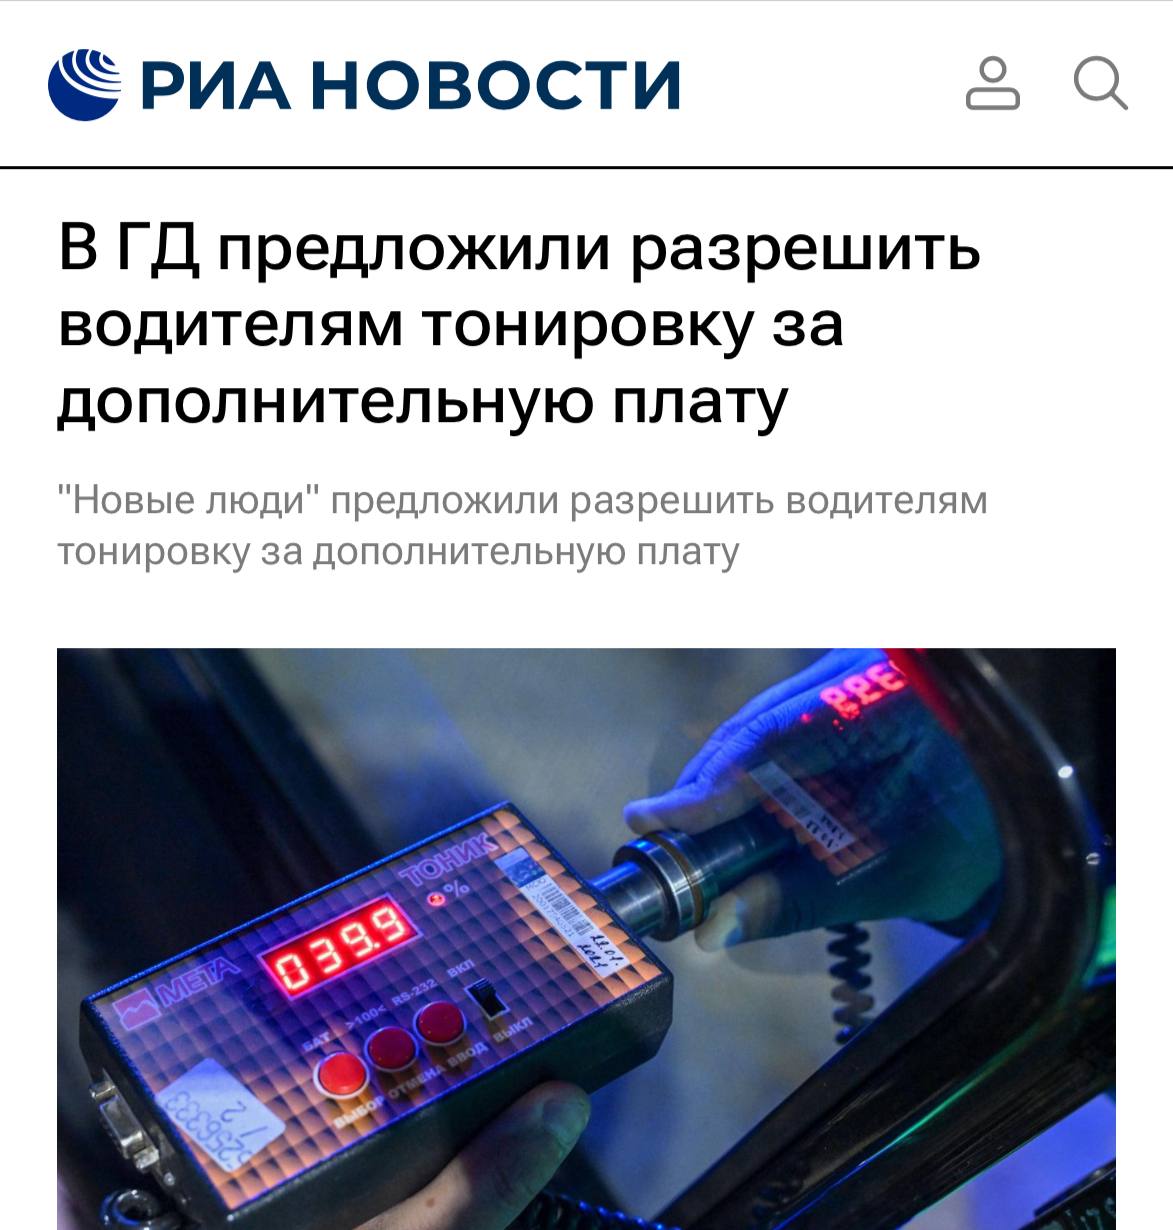 РИА НОВОСТИ
В ГД предложили разрешить
водителям тонировку за
дополнительную плату
"Новые люди" предложили разрешить водителям
тонировку за дополнительную плату
ТОНИК
%
039.9
МЕТА
ВКЛ
RS-232
>100<
БАТ
ВЫКЛ
ВЫБОР ОТМЕНА ВВОД